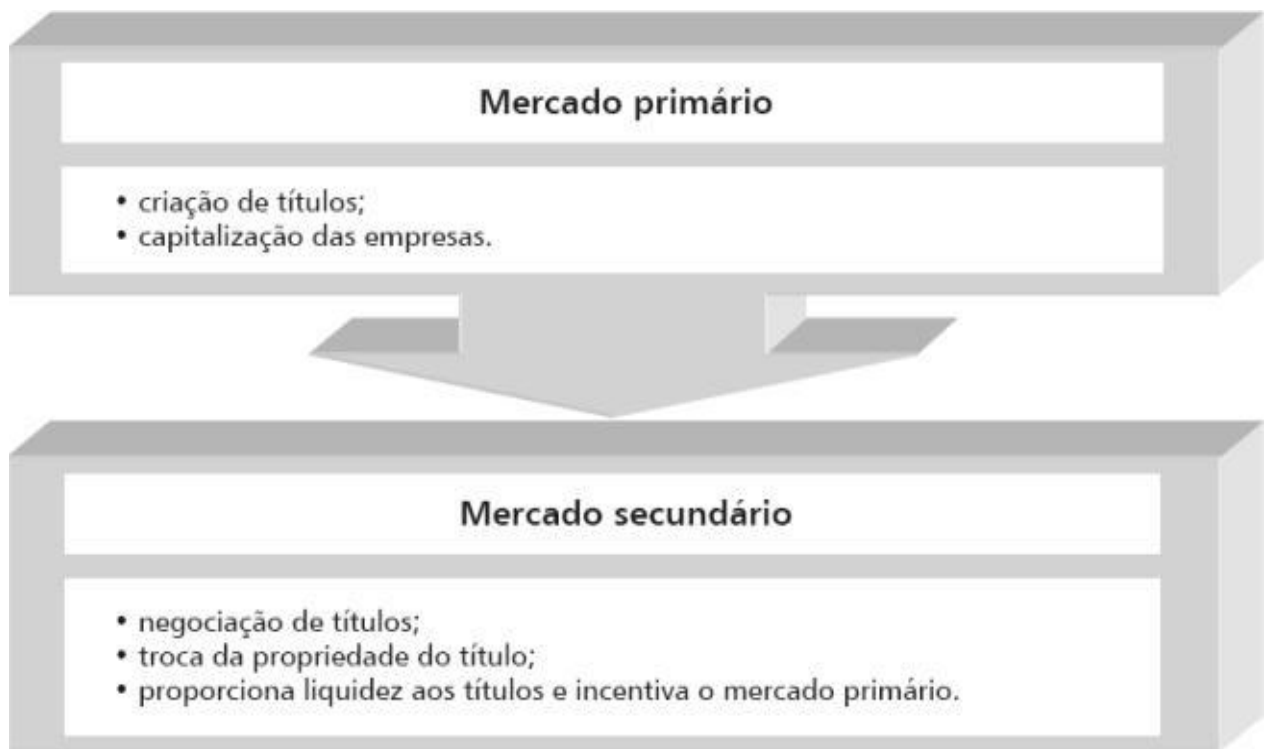 Mercado primário
• criação de títulos;
• capitalização das empresas.
Mercado secundário
• negociação de títulos;
• troca da propriedade do título;
• proporciona liquidez aos títulos e incentiva o mercado primário.